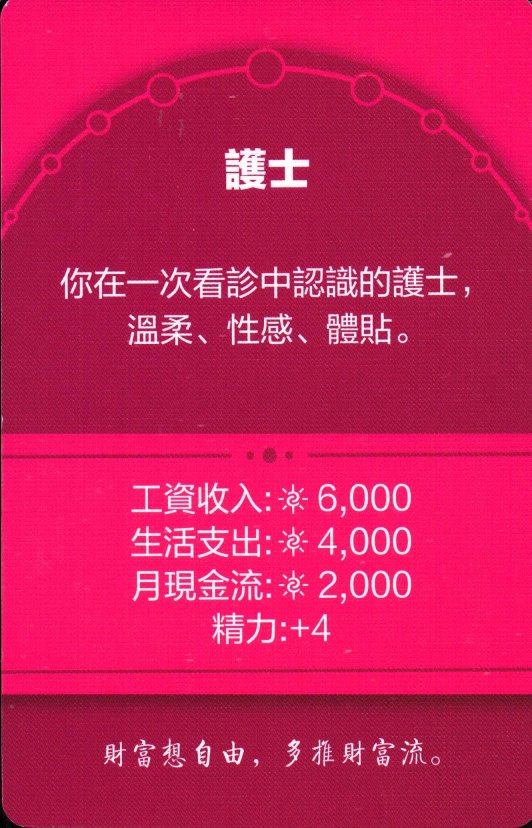 護士
你在一次看診中認識的護士，
溫柔、性感、體貼。
工資收入: 6,000
生活支出: 4,000
月現金流: 2,000
精力:+4
財富想自由，多推財富流。